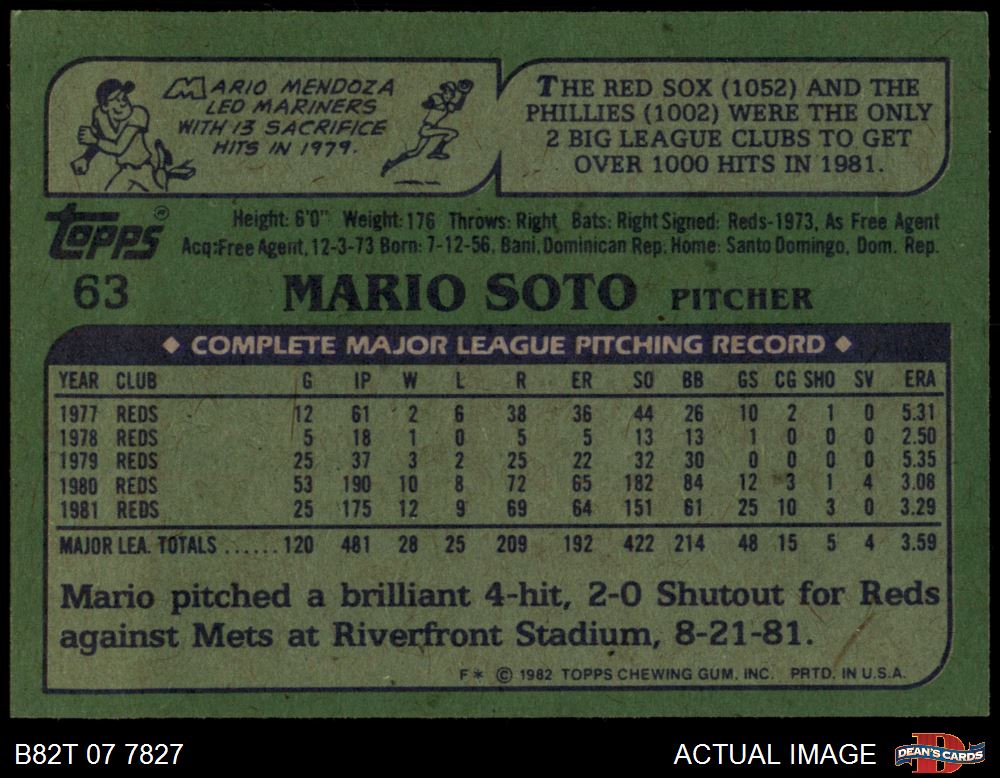 MARIO MENDOZA
LED MARINERS
WITH 13 SACRIFICE
HITS IN 1979.
THE RED SOX (1052) AND THE
PHILLIES (1002) WERE THE ONLY
2 BIG LEAGUE CLUBS TO GET
OVER 1000 HITS IN 1981.
Topps®
Height: 6'0" Weight: 176 Throws: Right Bats: Right Signed: Reds-1973, As Free Agent
Acq: Free Agent, 12-3-73 Born: 7-12-56, Bani, Dominican Rep. Home: Santo Domingo, Dom. Rep.
63 MARIO SOTO PITCHER
◆ COMPLETE MAJOR LEAGUE PITCHING RECORD ◆
YEAR CLUB G IP W L R ER SO BB GS CG SHO SV ERA
1977 REDS 12 61 2 6 38 36 44 26 10 2 1 0 5.31
1978 REDS 5 18 1 0 5 5 13 13 1 0 0 0 2.50
1979 REDS 25 37 3 2 25 22 32 30 0 0 0 0 5.35
1980 REDS 53 190 10 8 72 65 182 84 12 3 1 4 3.08
1981 REDS 25 175 12 9 69 64 151 61 25 10 3 0 3.29
MAJOR LEA. TOTALS ...... 120 481 28 25 209 192 422 214 48 15 5 4 3.59
Mario pitched a brilliant 4-hit, 2-0 Shutout for Reds
against Mets at Riverfront Stadium, 8-21-81.
F* © 1982 TOPPS CHEWING GUM, INC. PRTD. IN U.S.A.
B82T 07 7827
ACTUAL IMAGE
D
DEAN'S CARDS